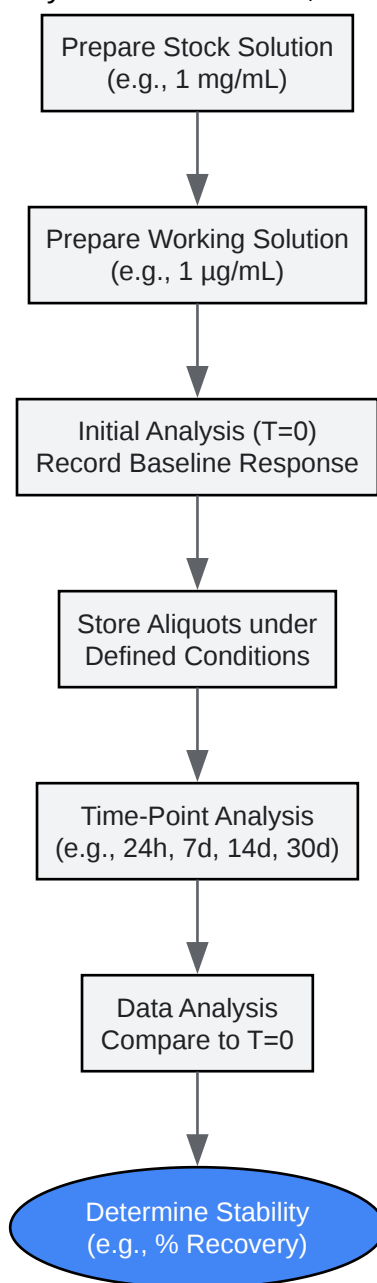 Prepare Stock Solution
(e.g., 1 mg/mL)
Prepare Working Solution
(e.g., 1 µg/mL)
Initial Analysis (T=0)
Record Baseline Response
Store Aliquots under
Defined Conditions
Time-Point Analysis
(e.g., 24h, 7d, 14d, 30d)
Data Analysis
Compare to T=0
Determine Stability
(e.g., % Recovery)